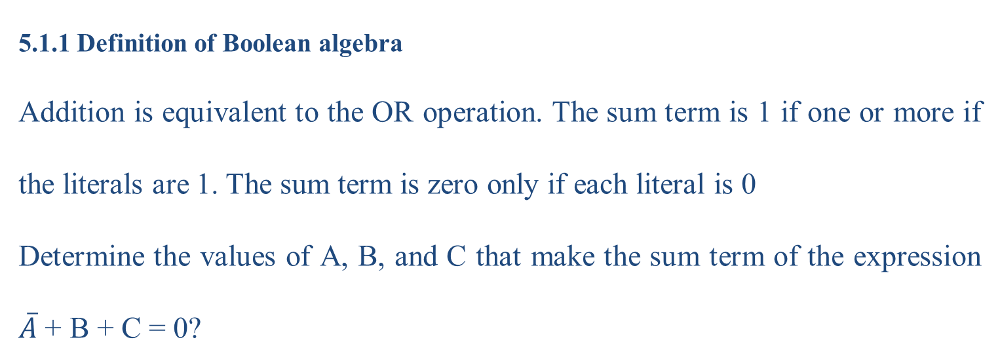 5.1.1 Definition of Boolean algebra
Addition is equivalent to the OR operation. The sum term is 1 if one or more if
the literals are 1. The sum term is zero only if each literal is 0
Determine the values of A, B, and C that make the sum term of the expression
Ā + B + C = 0?